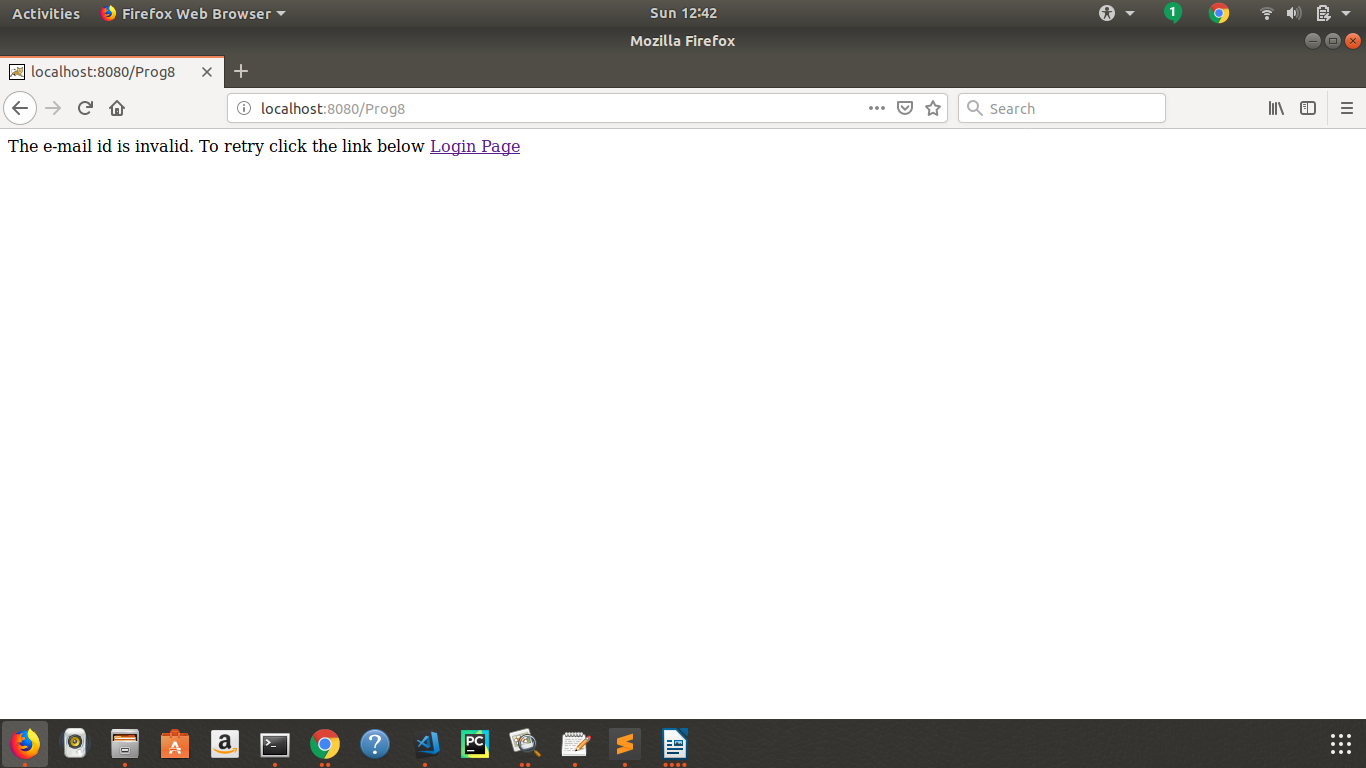 Activities Firefox Web Browser Sun 12:42 1
Mozilla Firefox
localhost:8080/Prog8
localhost:8080/Prog8 Search
The e-mail id is invalid. To retry click the link below Login Page
a >_ ? PC